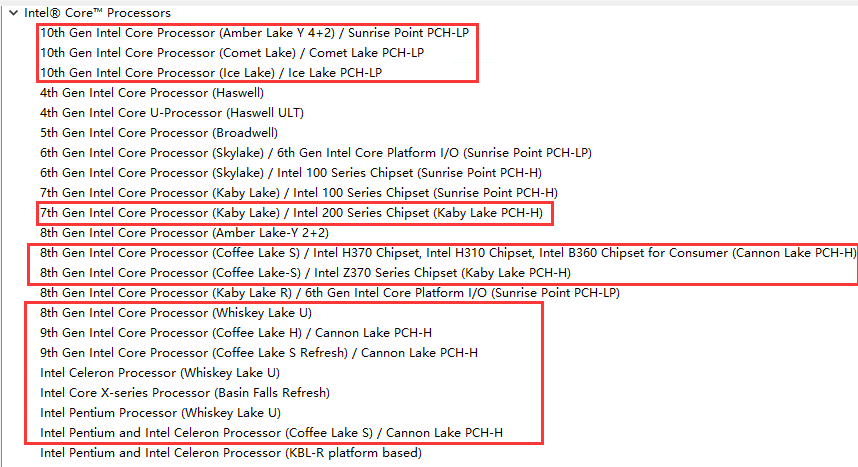 Intel® Core™ Processors
10th Gen Intel Core Processor (Amber Lake Y 4+2) / Sunrise Point PCH-LP
10th Gen Intel Core Processor (Comet Lake) / Comet Lake PCH-LP
10th Gen Intel Core Processor (Ice Lake) / Ice Lake PCH-LP
4th Gen Intel Core Processor (Haswell)
4th Gen Intel Core U-Processor (Haswell ULT)
5th Gen Intel Core Processor (Broadwell)
6th Gen Intel Core Processor (Skylake) / 6th Gen Intel Core Platform I/O (Sunrise Point PCH-LP)
6th Gen Intel Core Processor (Skylake) / Intel 100 Series Chipset (Sunrise Point PCH-H)
7th Gen Intel Core Processor (Kaby Lake) / Intel 100 Series Chipset (Sunrise Point PCH-H)
7th Gen Intel Core Processor (Kaby Lake) / Intel 200 Series Chipset (Kaby Lake PCH-H)
8th Gen Intel Core Processor (Amber Lake-Y 2+2)
8th Gen Intel Core Processor (Coffee Lake S) / Intel H370 Chipset, Intel H310 Chipset, Intel B360 Chipset for Consumer (Cannon Lake PCH-H)
8th Gen Intel Core Processor (Coffee Lake-S) / Intel Z370 Series Chipset (Kaby Lake PCH-H)
8th Gen Intel Core Processor (Kaby Lake R) / 6th Gen Intel Core Platform I/O (Sunrise Point PCH-LP)
8th Gen Intel Core Processor (Whiskey Lake U)
9th Gen Intel Core Processor (Coffee Lake H) / Cannon Lake PCH-H
9th Gen Intel Core Processor (Coffee Lake S Refresh) / Cannon Lake PCH-H
Intel Celeron Processor (Whiskey Lake U)
Intel Core X-series Processor (Basin Falls Refresh)
Intel Pentium Processor (Whiskey Lake U)
Intel Pentium and Intel Celeron Processor (Coffee Lake S) / Cannon Lake PCH-H
Intel Pentium and Intel Celeron Processor (KBL-R platform based)